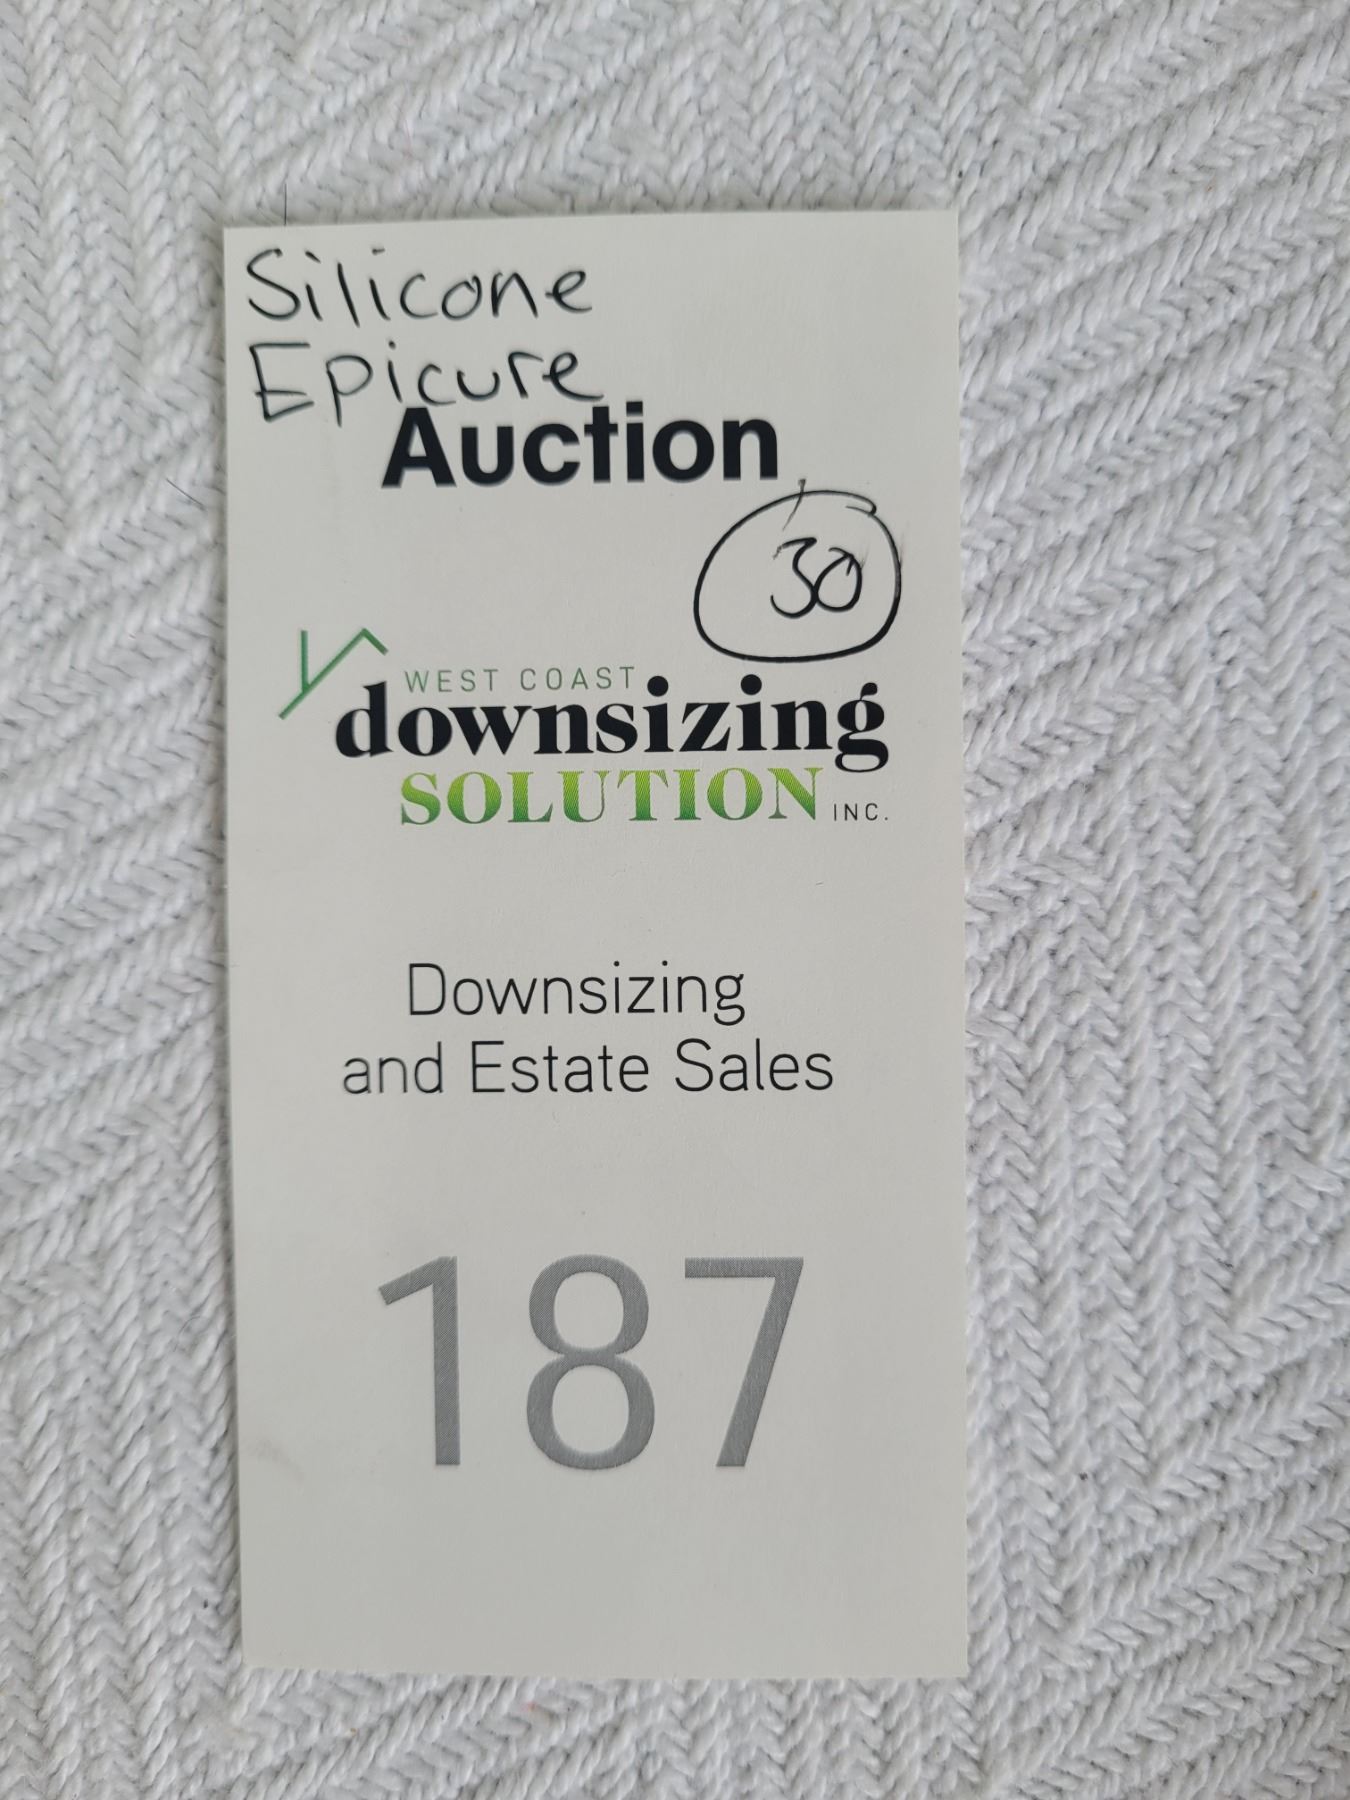 Silicone
Epicure
Auction
30
WEST COAST
downsizing
SOLUTION INC.
Downsizing
and Estate Sales
187